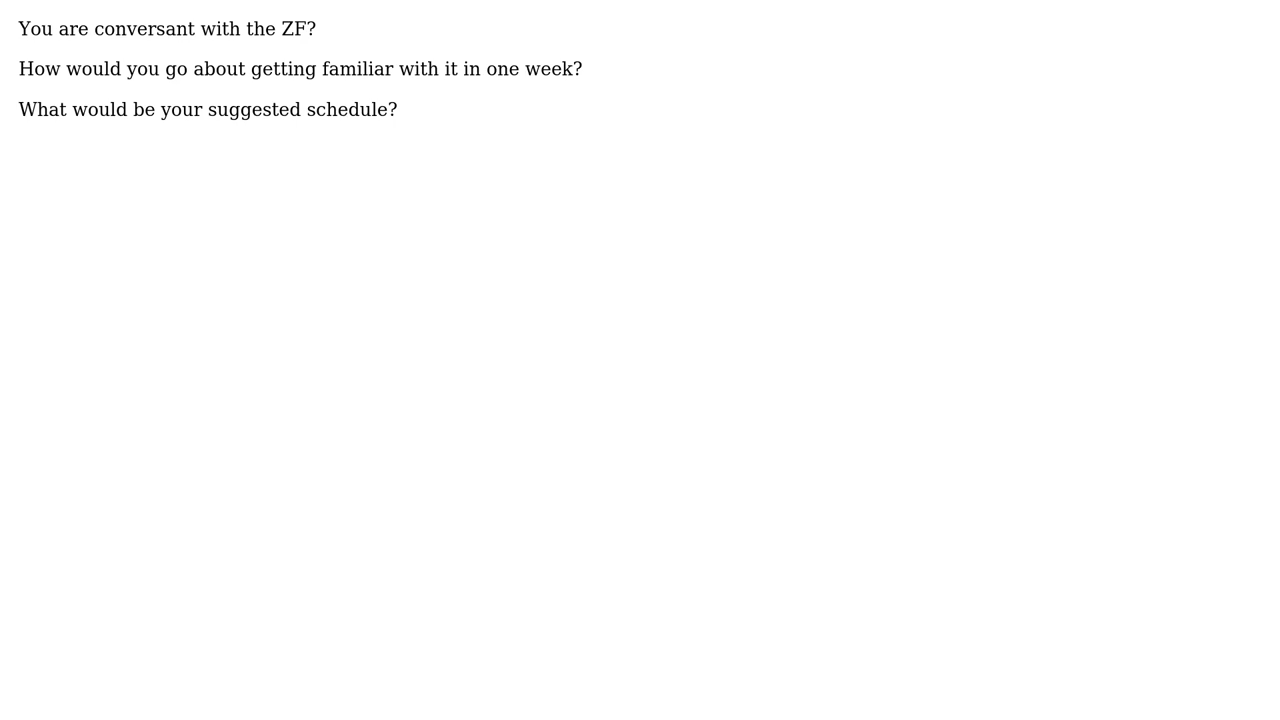 You are conversant with the ZF?
How would you go about getting familiar with it in one week?
What would be your suggested schedule?